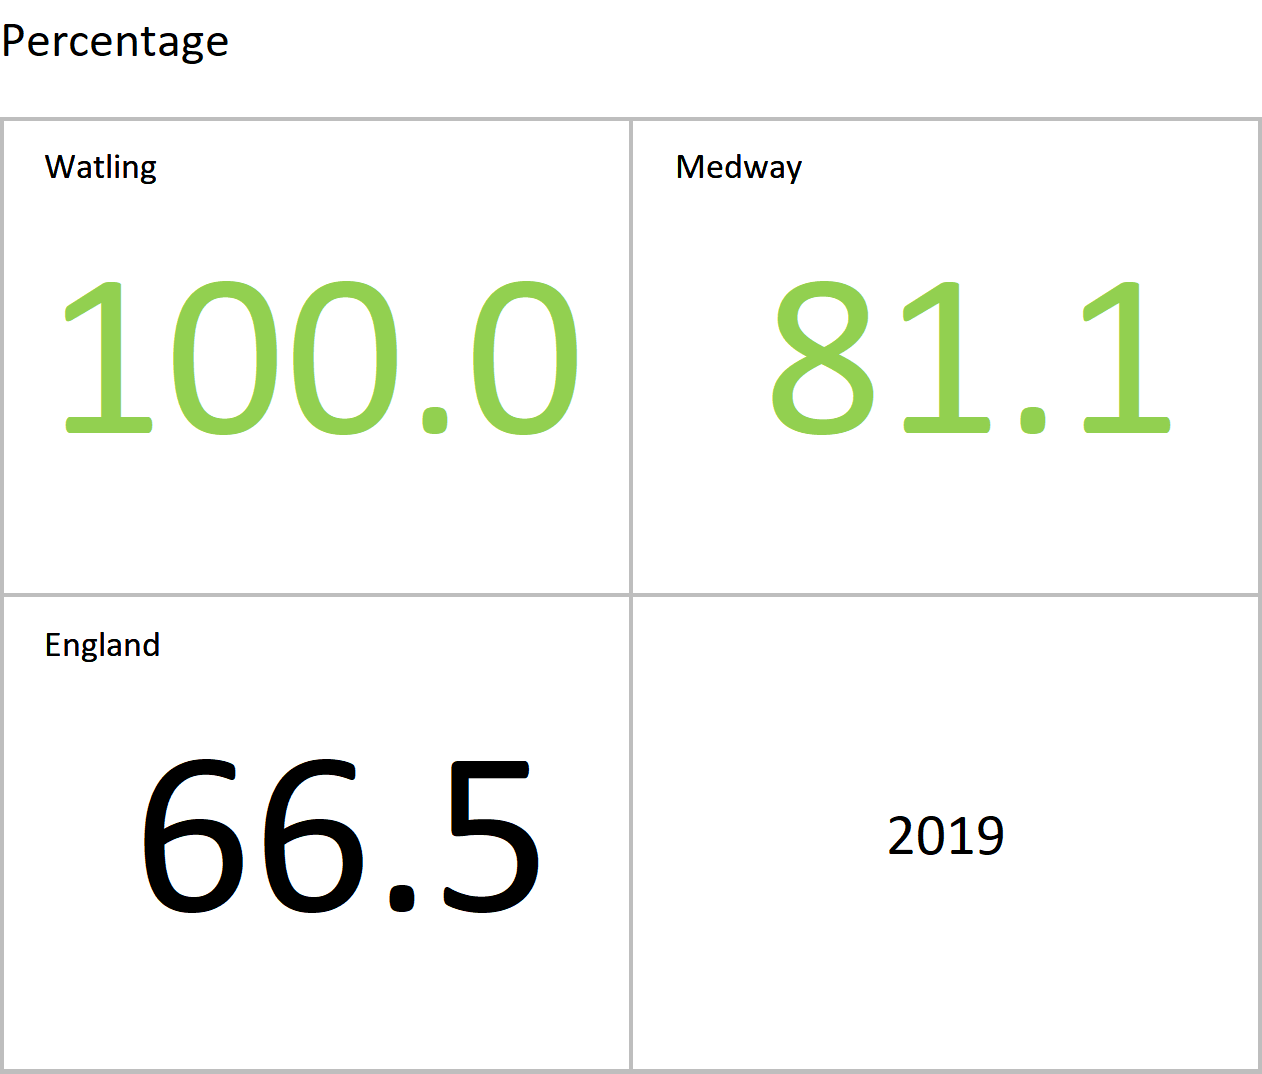 Percentage
Watling
100.0
Medway
81.1
England
66.5
2019